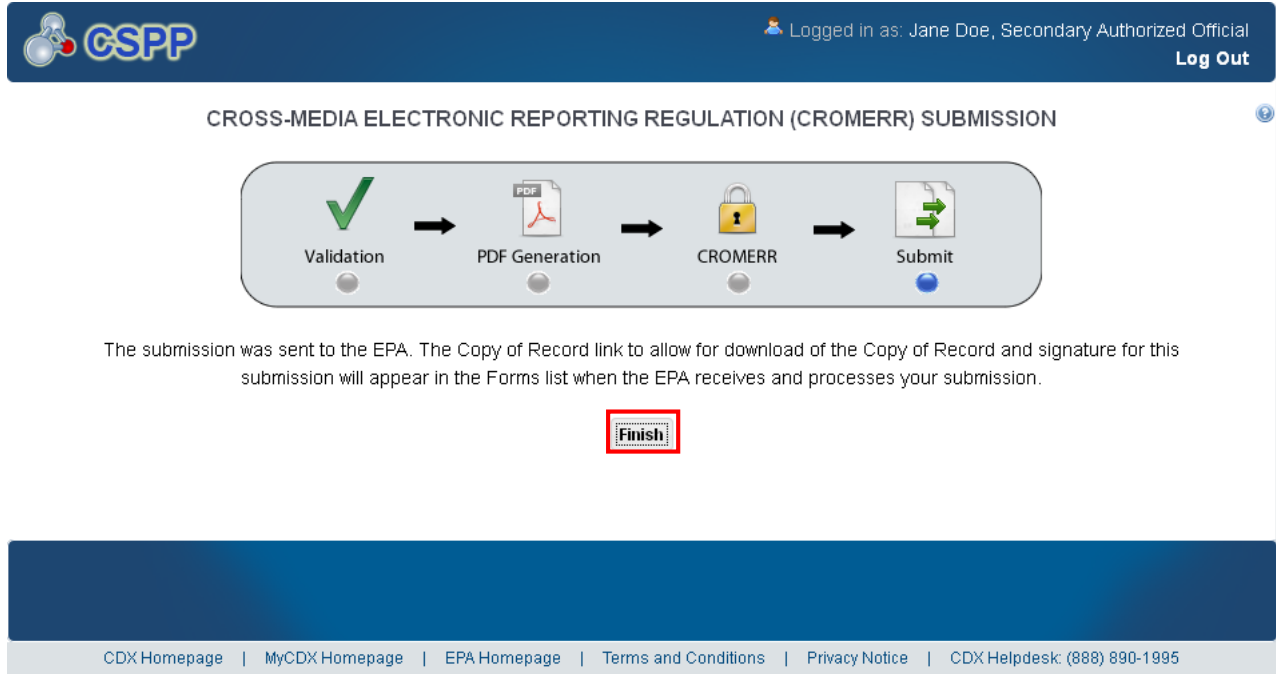 CSPP
Logged in as: Jane Doe, Secondary Authorized Official
Log Out
CROSS-MEDIA ELECTRONIC REPORTING REGULATION (CROMERR) SUBMISSION
?
PDF
Validation
PDF Generation
CROMERR
Submit
The submission was sent to the EPA. The Copy of Record link to allow for download of the Copy of Record and signature for this
submission will appear in the Forms list when the EPA receives and processes your submission.
Finish
CDX Homepage | MyCDX Homepage | EPA Homepage | Terms and Conditions | Privacy Notice | CDX Helpdesk: (888) 890-1995